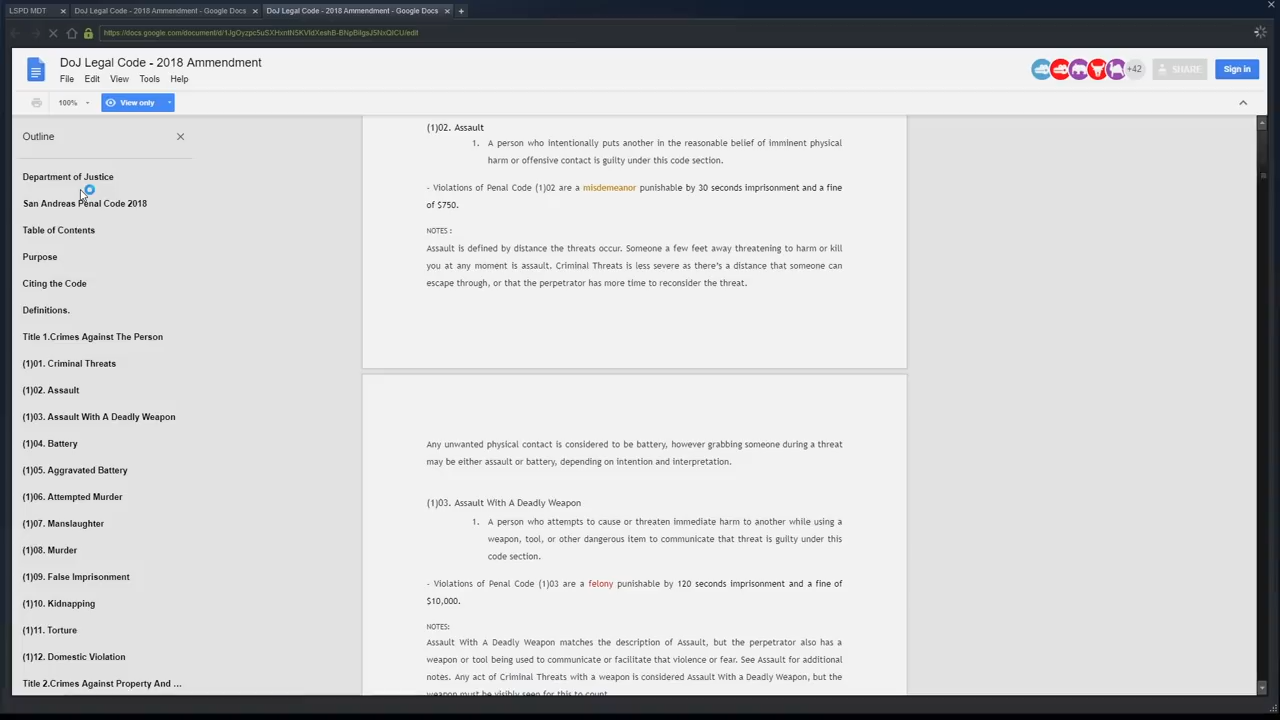 LSPD MDT
DoJ Legal Code - 2018 Ammendment - Google Docs
DoJ Legal Code - 2018 Ammendment - Google Docs
DoJ Legal Code - 2018 Ammendment
File Edit View Tools Help
+42
SHARE
Sign in
100%
View only
Outline
Department of Justice
San Andreas Penal Code 2018
Table of Contents
Purpose
Citing the Code
Definitions.
Title 1.Crimes Against The Person
(1)01. Criminal Threats
(1)02. Assault
(1)03. Assault With A Deadly Weapon
(1)04. Battery
(1)05. Aggravated Battery
(1)06. Attempted Murder
(1)07. Manslaughter
(1)08. Murder
(1)09. False Imprisonment
(1)10. Kidnapping
(1)11. Torture
(1)12. Domestic Violation
Title 2.Crimes Against Property And ...
(1)02. Assault
1. A person who intentionally puts another in the reasonable belief of imminent physical
harm or offensive contact is guilty under this code section.
- Violations of Penal Code (1)02 are a misdemeanor punishable by 30 seconds imprisonment and a fine
of $750.
NOTES :
Assault is defined by distance the threats occur. Someone a few feet away threatening to harm or kill
you at any moment is assault. Criminal Threats is less severe as there's a distance that someone can
escape through, or that the perpetrator has more time to reconsider the threat.
Any unwanted physical contact is considered to be battery, however grabbing someone during a threat
may be either assault or battery, depending on intention and interpretation.
(1)03. Assault With A Deadly Weapon
1. A person who attempts to cause or threaten immediate harm to another while using a
weapon, tool, or other dangerous item to communicate that threat is guilty under this
code section.
- Violations of Penal Code (1)03 are a felony punishable by 120 seconds imprisonment and a fine of
$10,000.
NOTES:
Assault With A Deadly Weapon matches the description of Assault, but the perpetrator also has a
weapon or tool being used to communicate or facilitate that violence or fear. See Assault for additional
notes. Any act of Criminal Threats with a weapon is considered Assault With a Deadly Weapon, but the
weapon must be visibly seen for this to count.